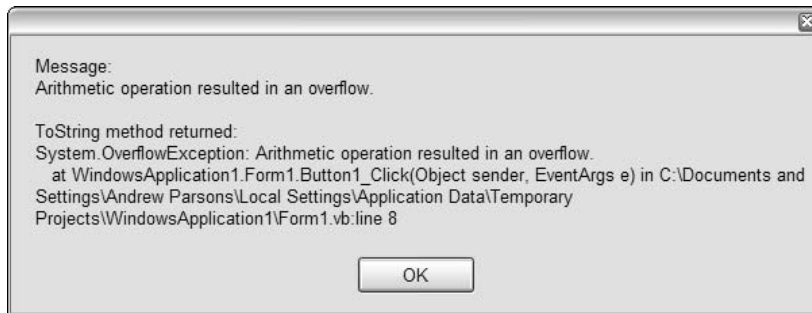 Message:
Arithmetic operation resulted in an overflow.
ToString method returned:
System.OverflowException: Arithmetic operation resulted in an overflow.
at WindowsApplication1.Form1.Button1_Click(Object sender, EventArgs e) in C:\Documents and
Settings\Andrew Parsons\Local Settings\Application Data\Temporary
Projects\WindowsApplication1\Form1.vb:line 8
OK